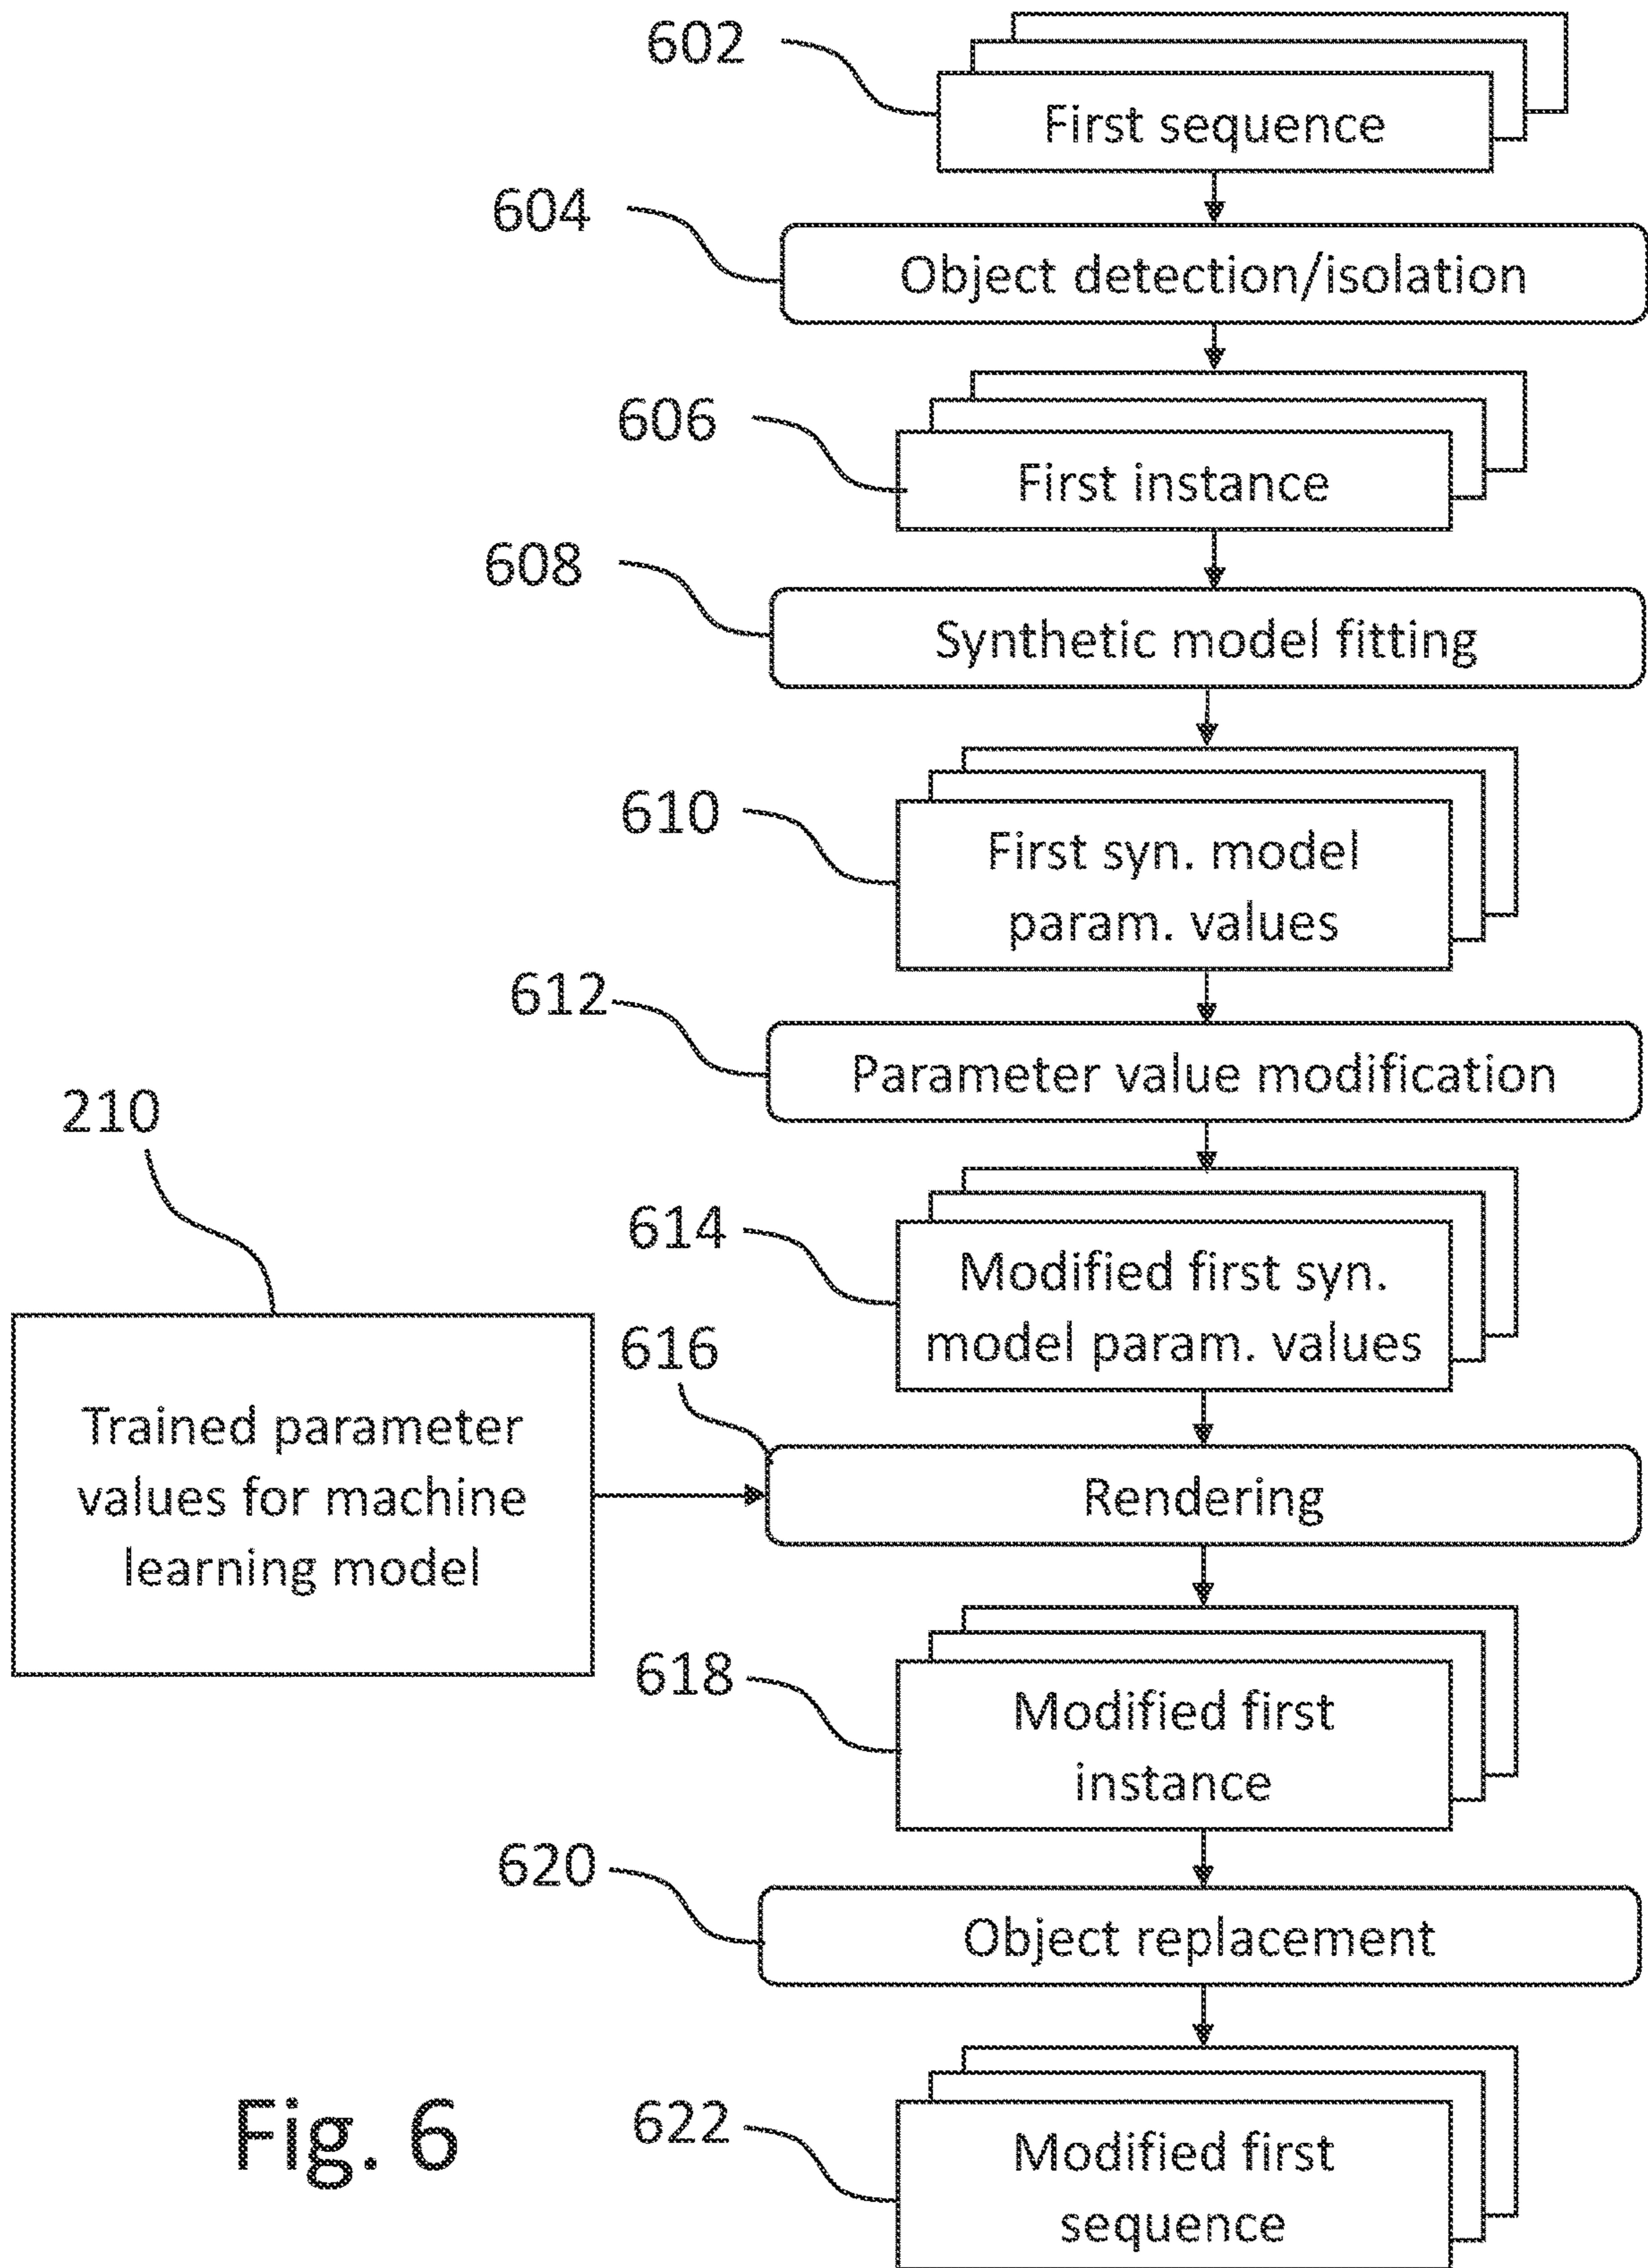 602
First sequence
604
Object detection/isolation
606
First instance
608
Synthetic model fitting
610
First syn. model
param. values
612
Parameter value modification
210
614
Modified first syn.
model param. values
616
Trained parameter
values for machine
learning model
Rendering
618
Modified first
instance
620
Object replacement
Fig. 6
622
Modified first
sequence